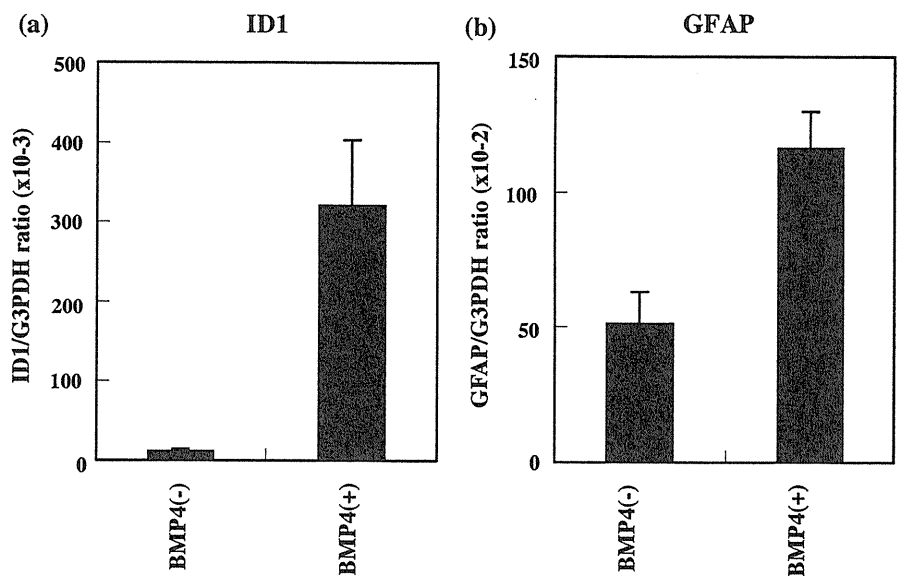 (a)
ID1
ID1/G3PDH ratio (x10-3)
500
400
300
200
100
0
BMP4(-)
BMP4(+)
(b)
GFAP
GFAP/G3PDH ratio (x10-2)
150
100
50
0
BMP4(-)
BMP4(+)